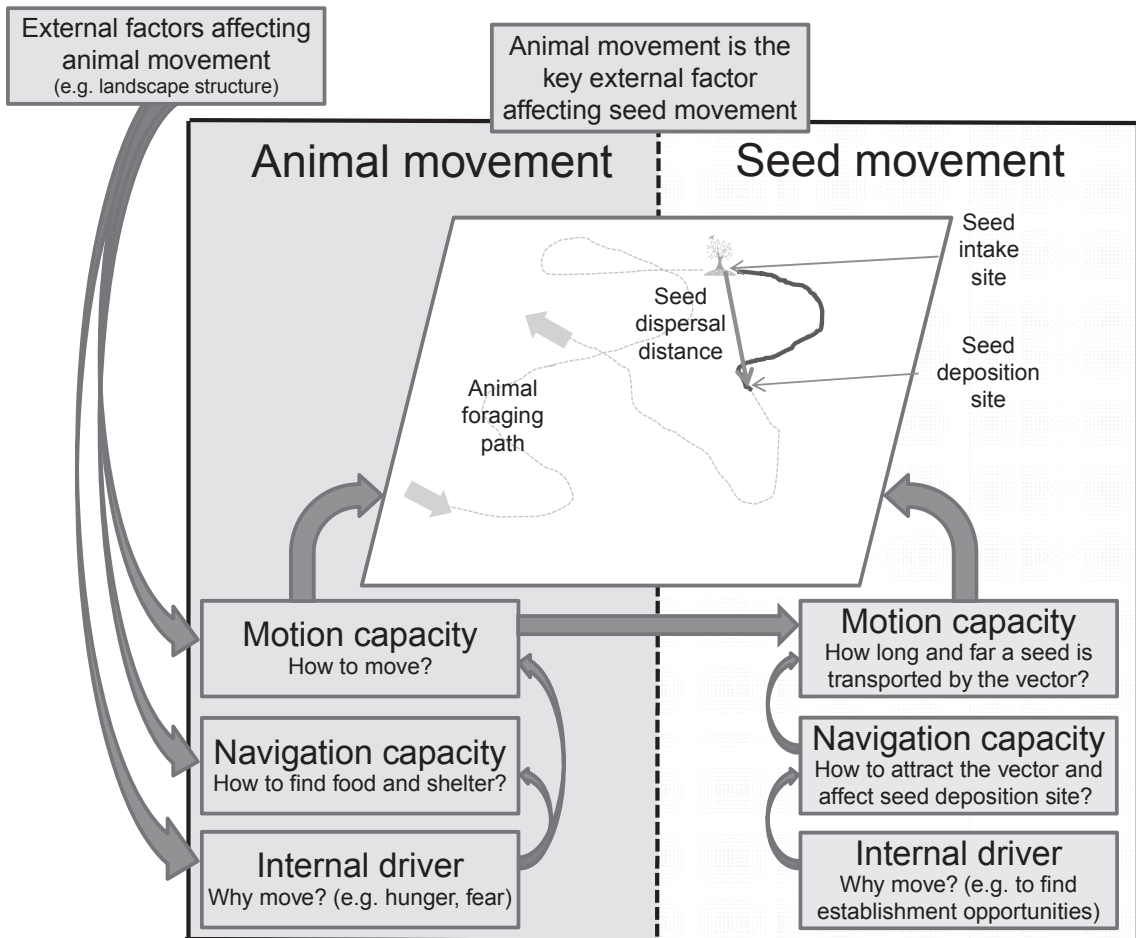 External factors affecting
animal movement
(e.g. landscape structure)
Animal movement is the
key external factor
affecting seed movement
Animal movement
Seed movement
Seed
intake
site
Seed
dispersal
distance
Seed
deposition
site
Animal
foraging
path
Motion capacity
How to move?
Navigation capacity
How to find food and shelter?
Internal driver
Why move? (e.g. hunger, fear)
Motion capacity
How long and far a seed is
transported by the vector?
Navigation capacity
How to attract the vector and
affect seed deposition site?
Internal driver
Why move? (e.g. to find
establishment opportunities)